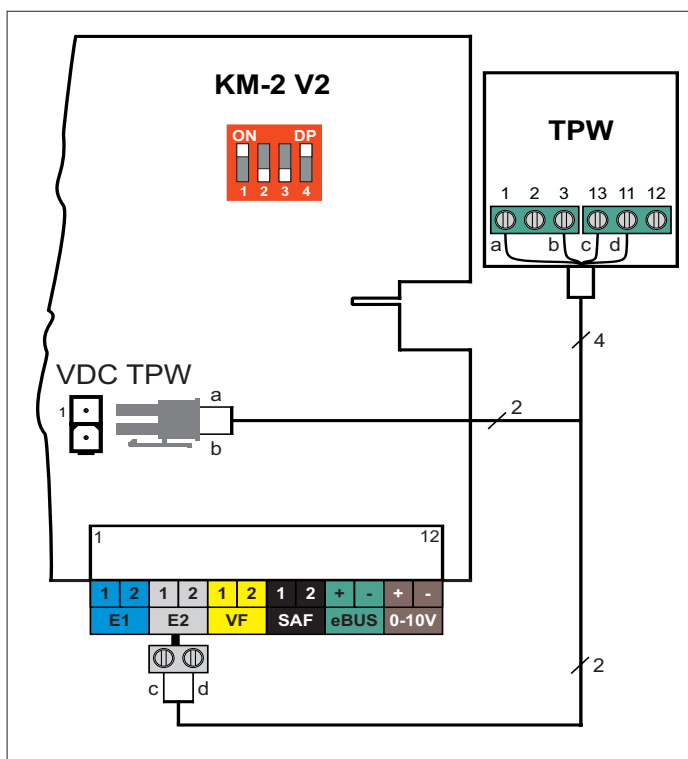 KM-2 V2
ON DP
1 2 3 4
TPW
1 2 3 13 11 12
a b c d
4
VDC TPW
1
a
b
2
1 12
1 2 1 2 1 2 1 2 + - + -
E1 E2 VF SAF eBUS 0-10V
c d
2